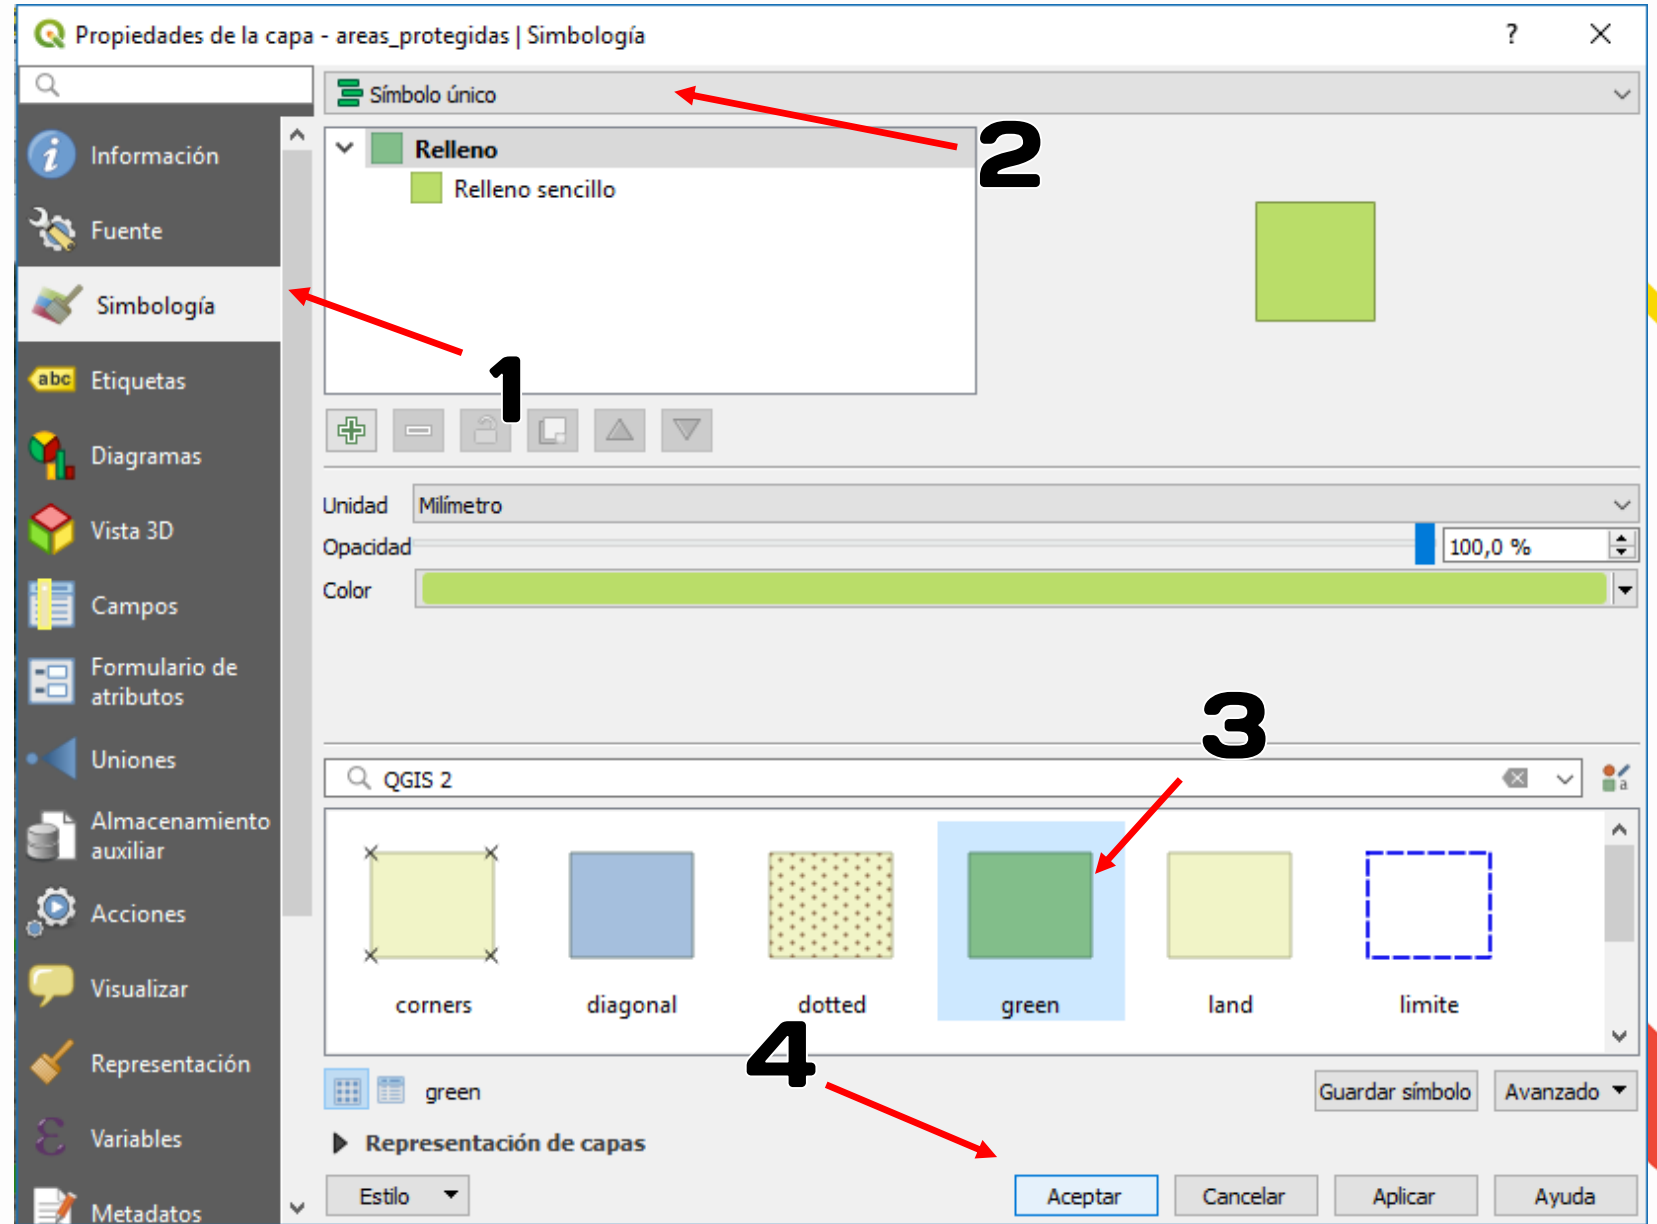 Propiedades de la capa - areas_protegidas | Simbología
?
Información
Fuente
Simbología
abc Etiquetas
Diagramas
Vista 3D
Campos
Formulario de
atributos
Uniones
Almacenamiento
auxiliar
Acciones
Visualizar
Representación
Variables
Metadatos
Símbolo único
2
Relleno
Relleno sencillo
1
Unidad Milímetro
Opacidad 100,0 %
Color
3
QGIS 2
corners diagonal dotted green land limite
4
green
Guardar símbolo Avanzado
Representación de capas
Estilo Aceptar Cancelar Aplicar Ayuda